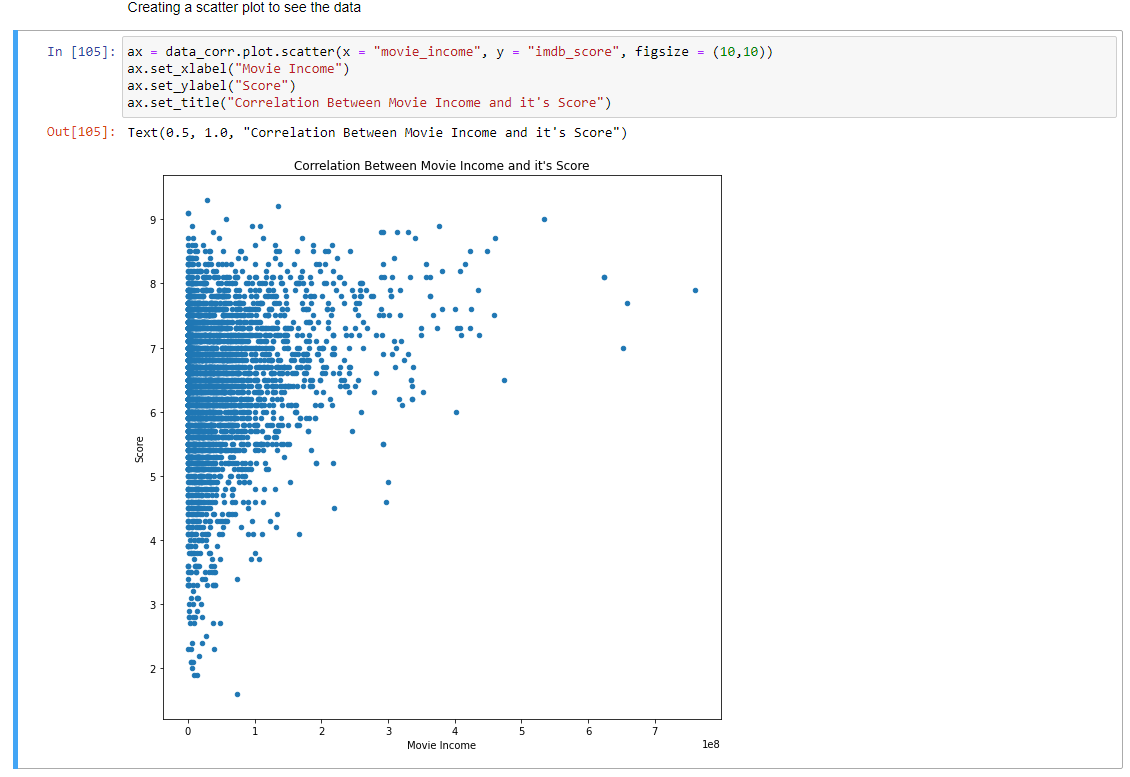 Creating a scatter plot to see the data
In [105]: ax = data_corr.plot.scatter(x = "movie_income", y = "imdb_score", figsize = (10,10))
ax.set_xlabel("Movie Income")
ax.set_ylabel("Score")
ax.set_title("Correlation Between Movie Income and it's Score")
Out[105]: Text(0.5, 1.0, "Correlation Between Movie Income and it's Score")
Correlation Between Movie Income and it's Score
9
8
7
6
Score
5
4
3
2
0 1 2 3 4 5 6 7
Movie Income
1e8